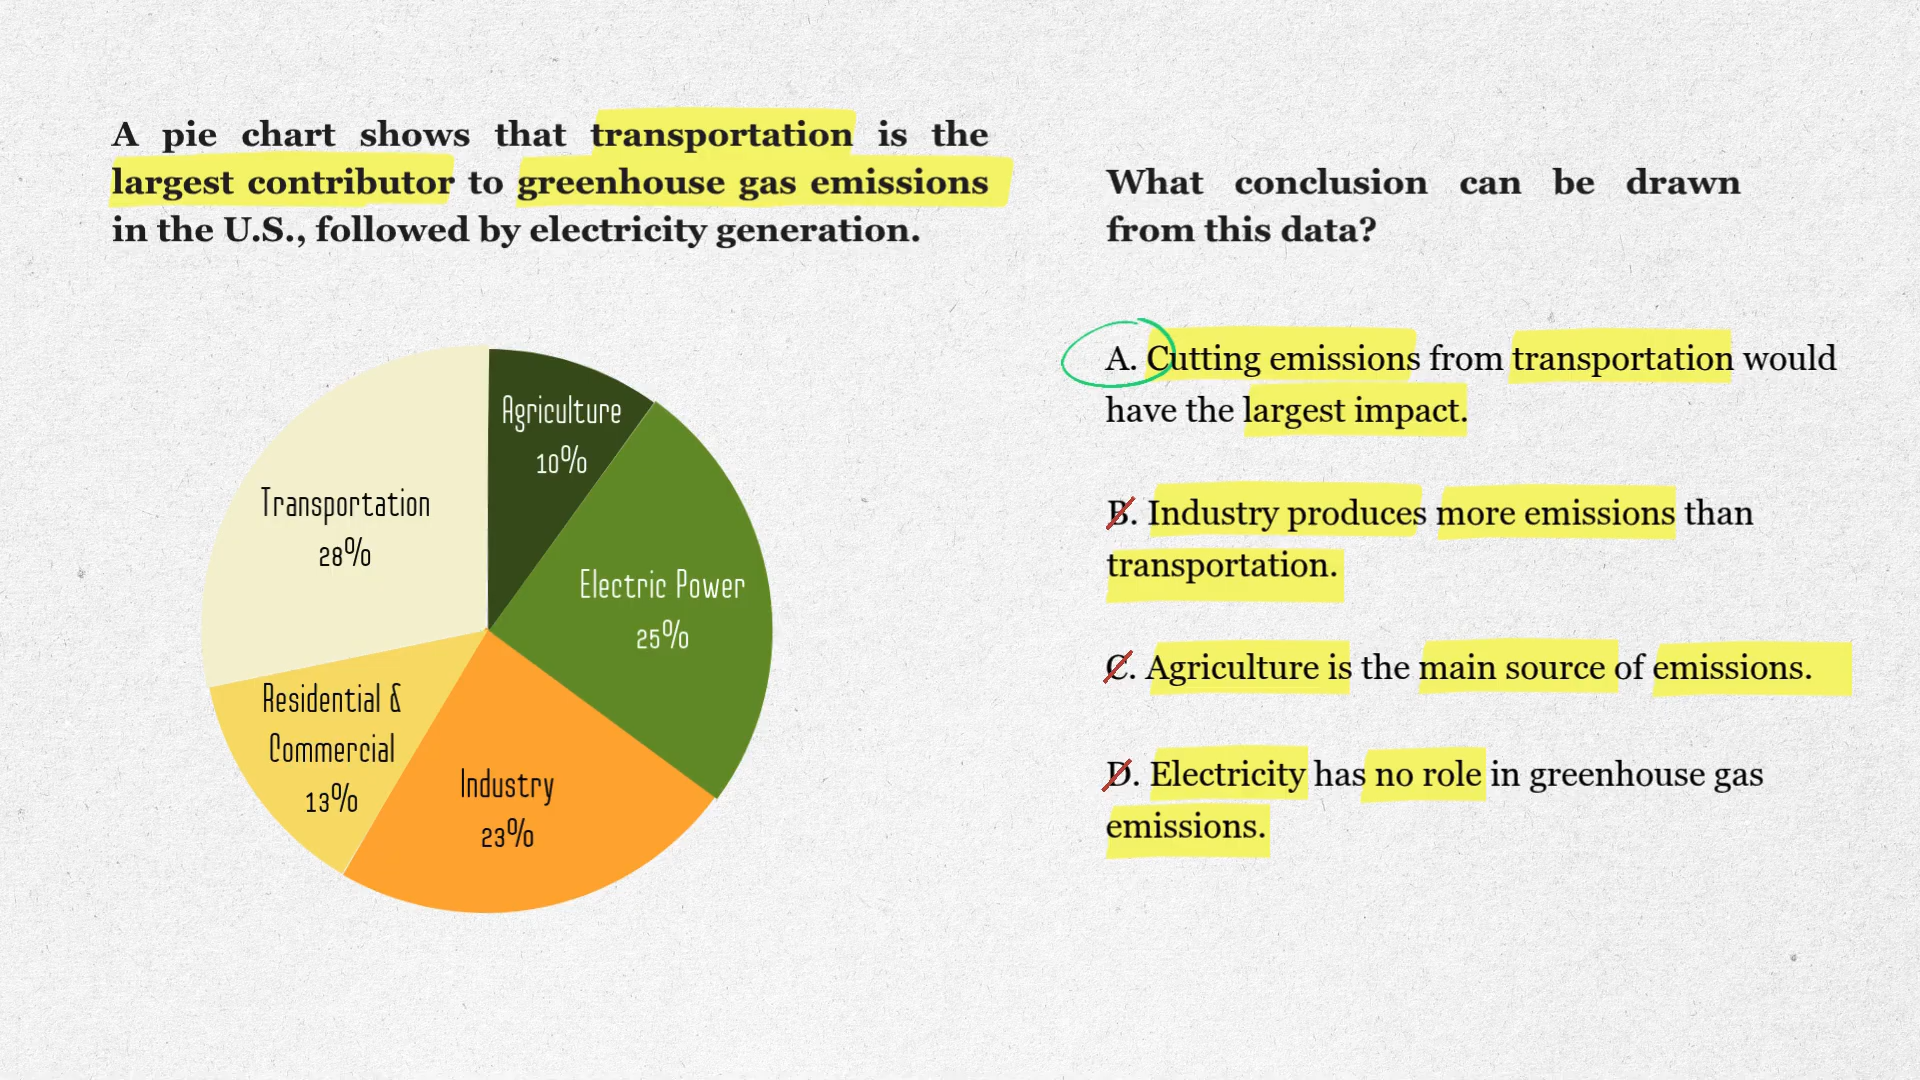 A pie chart shows that transportation is the
largest contributor to greenhouse gas emissions
in the U.S., followed by electricity generation.
What conclusion can be drawn
from this data?
Agriculture
10%
Transportation
28%
Electric Power
25%
Residential &
Commercial
13%
Industry
23%
A. Cutting emissions from transportation would
have the largest impact.
B. Industry produces more emissions than
transportation.
C. Agriculture is the main source of emissions.
D. Electricity has no role in greenhouse gas
emissions.